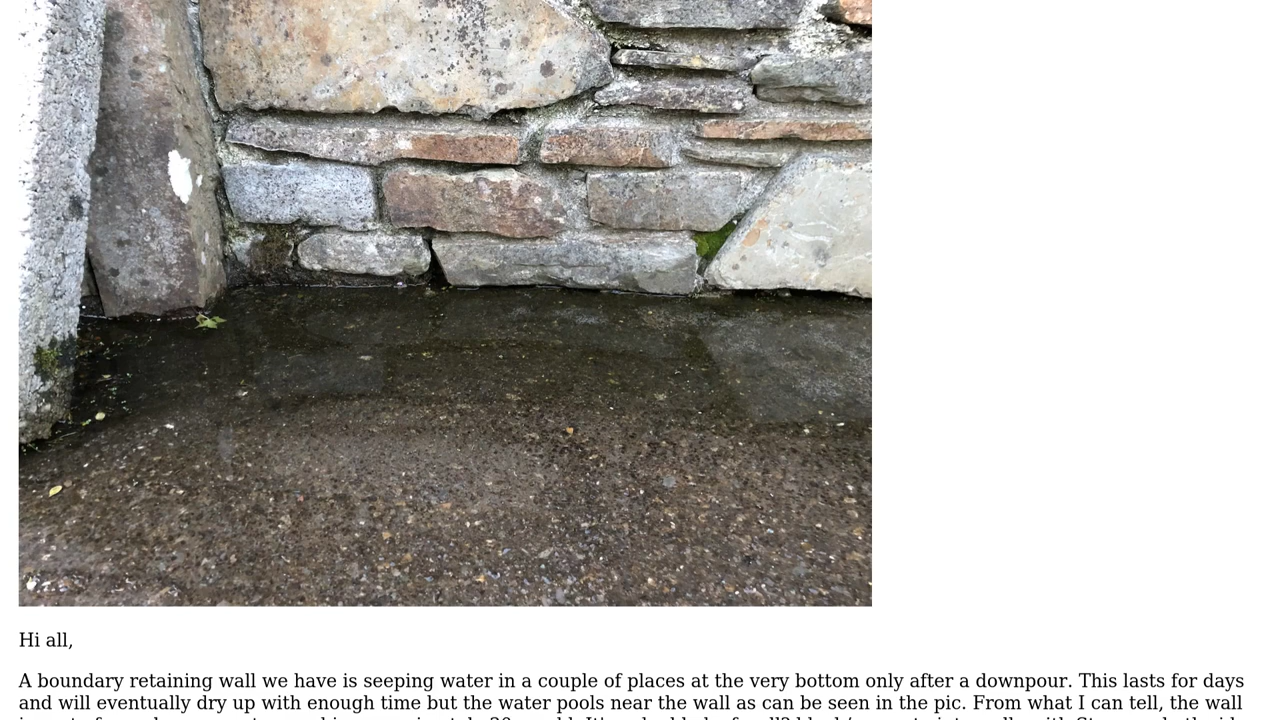 Hi all,
A boundary retaining wall we have is seeping water in a couple of places at the very bottom only after a downpour. This lasts for days
and will eventually dry up with enough time but the water pools near the wall as can be seen in the pic. From what I can tell, the wall